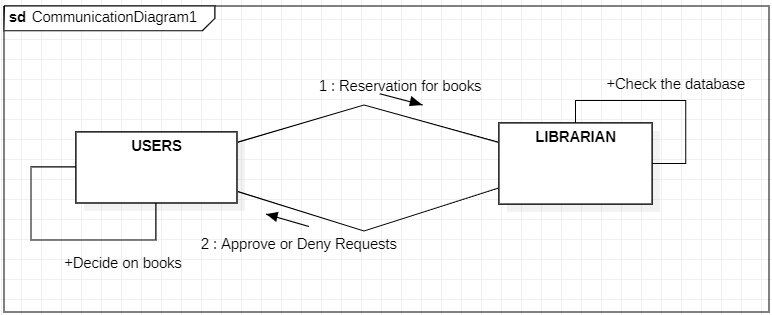 sd CommunicationDiagram1
1 : Reservation for books
+Check the database
USERS
LIBRARIAN
2 : Approve or Deny Requests
+Decide on books